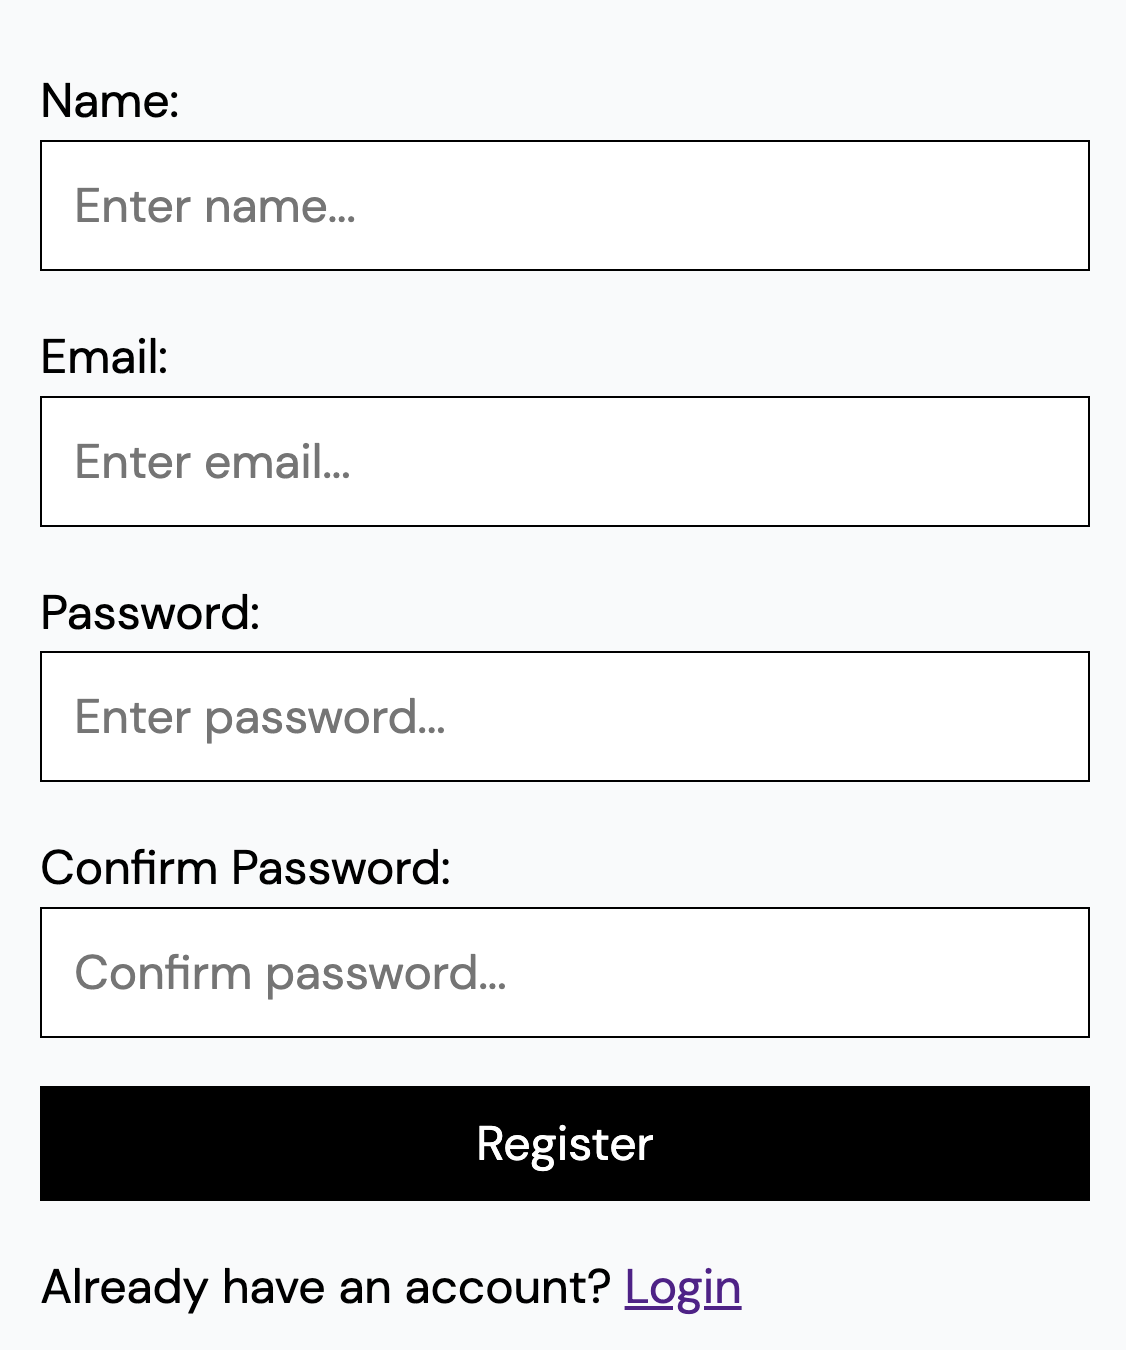 Name:
Enter name...
Email:
Enter email...
Password:
Enter password...
Confirm Password:
Confirm password...
Register
Already have an account? Login